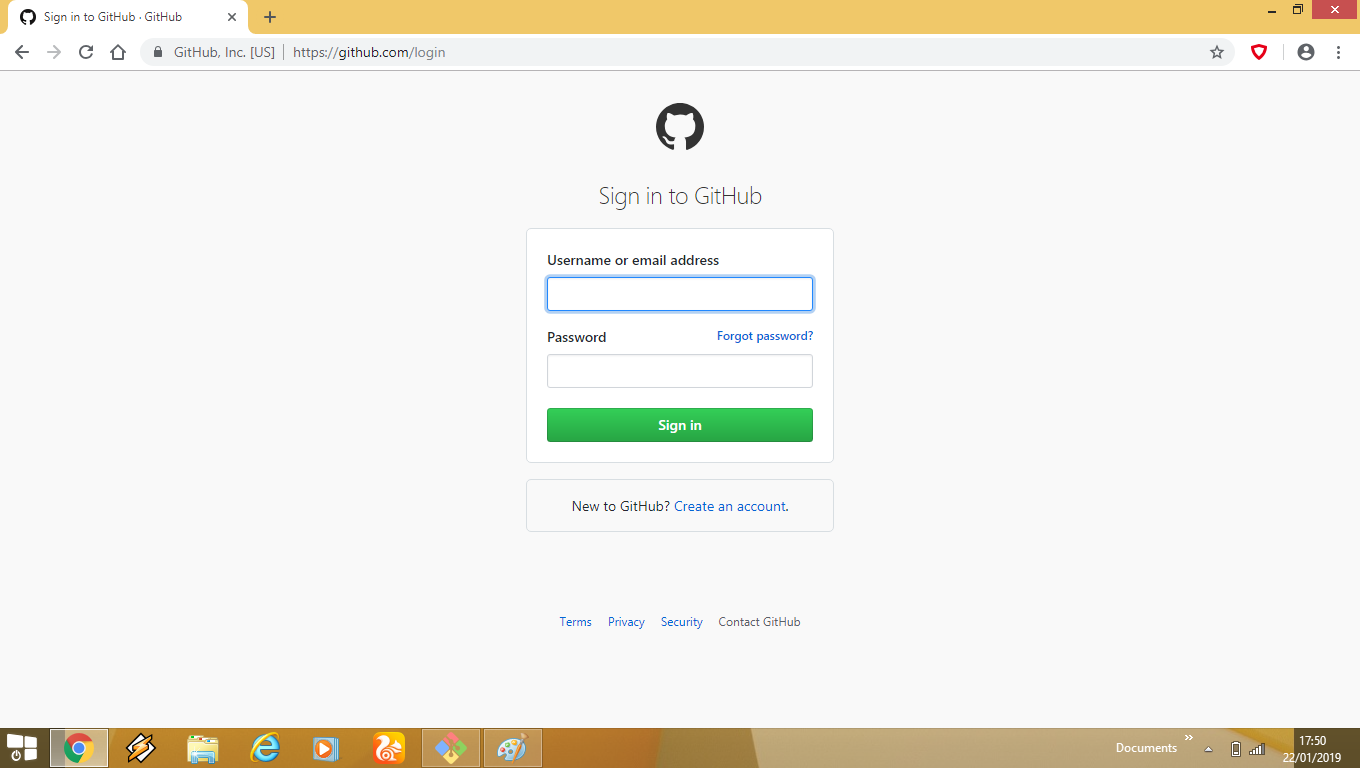 Sign in to GitHub · GitHub
GitHub, Inc. [US] https://github.com/login
Sign in to GitHub
Username or email address
Password Forgot password?
Sign in
New to GitHub? Create an account.
Terms Privacy Security Contact GitHub
Documents
17:50
22/01/2019